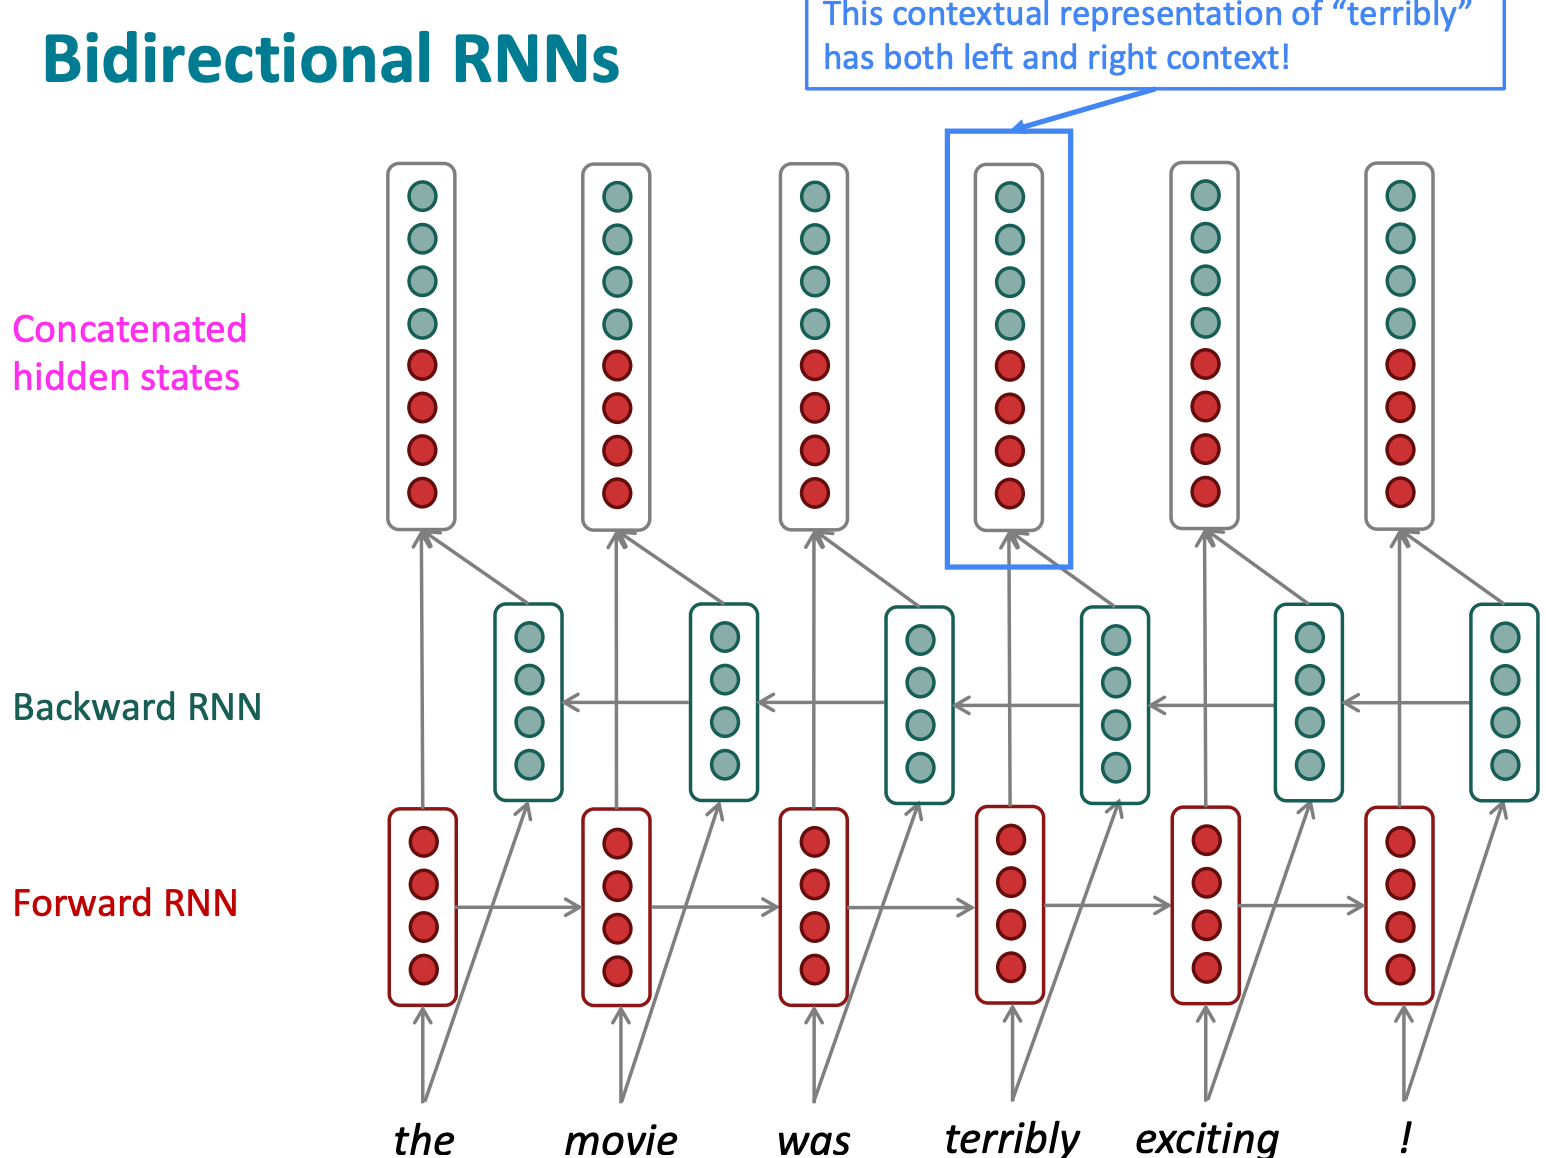 Bidirectional RNNs
This contextual representation of “terribly”
has both left and right context!
Concatenated
hidden states
Backward RNN
Forward RNN
the movie was terribly exciting !